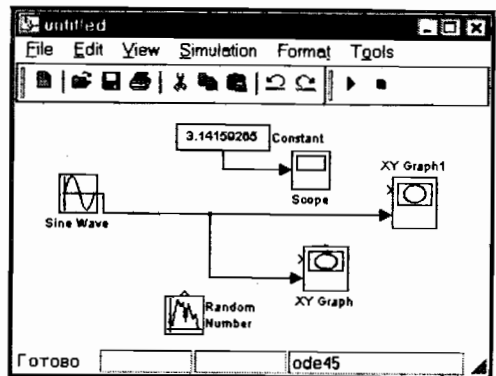 untitled
File Edit View Simulation Format Tools
3.14159265 Constant
XY Graph1
Scope
Sine Wave
XY Graph
Random
Number
Готово ode45